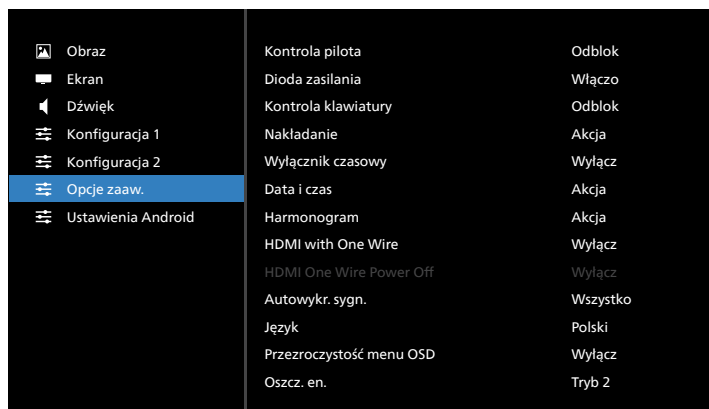 Obraz
Ekran
Dźwięk
Konfiguracja 1
Konfiguracja 2
Opcje zaaw.
Ustawienia Android
Kontrola pilota Odblok
Dioda zasilania Włączo
Kontrola klawiatury Odblok
Nakładanie Akcja
Wyłącznik czasowy Wyłącz
Data i czas Akcja
Harmonogram Akcja
HDMI with One Wire Wyłącz
HDMI One Wire Power Off Wyłącz
Autowykr. sygn. Wszystko
Język Polski
Przezroczystość menu OSD Wyłącz
Oszcz. en. Tryb 2